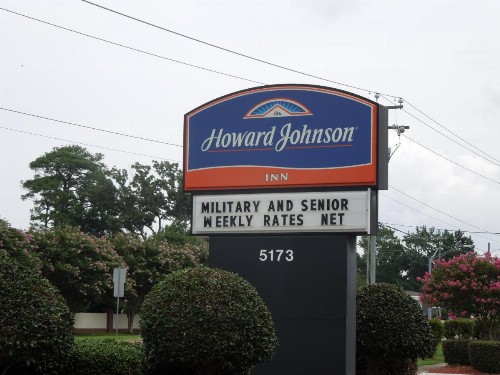 Howard Johnson
INN
MILITARY AND SENIOR
WEEKLY RATES NET
5173